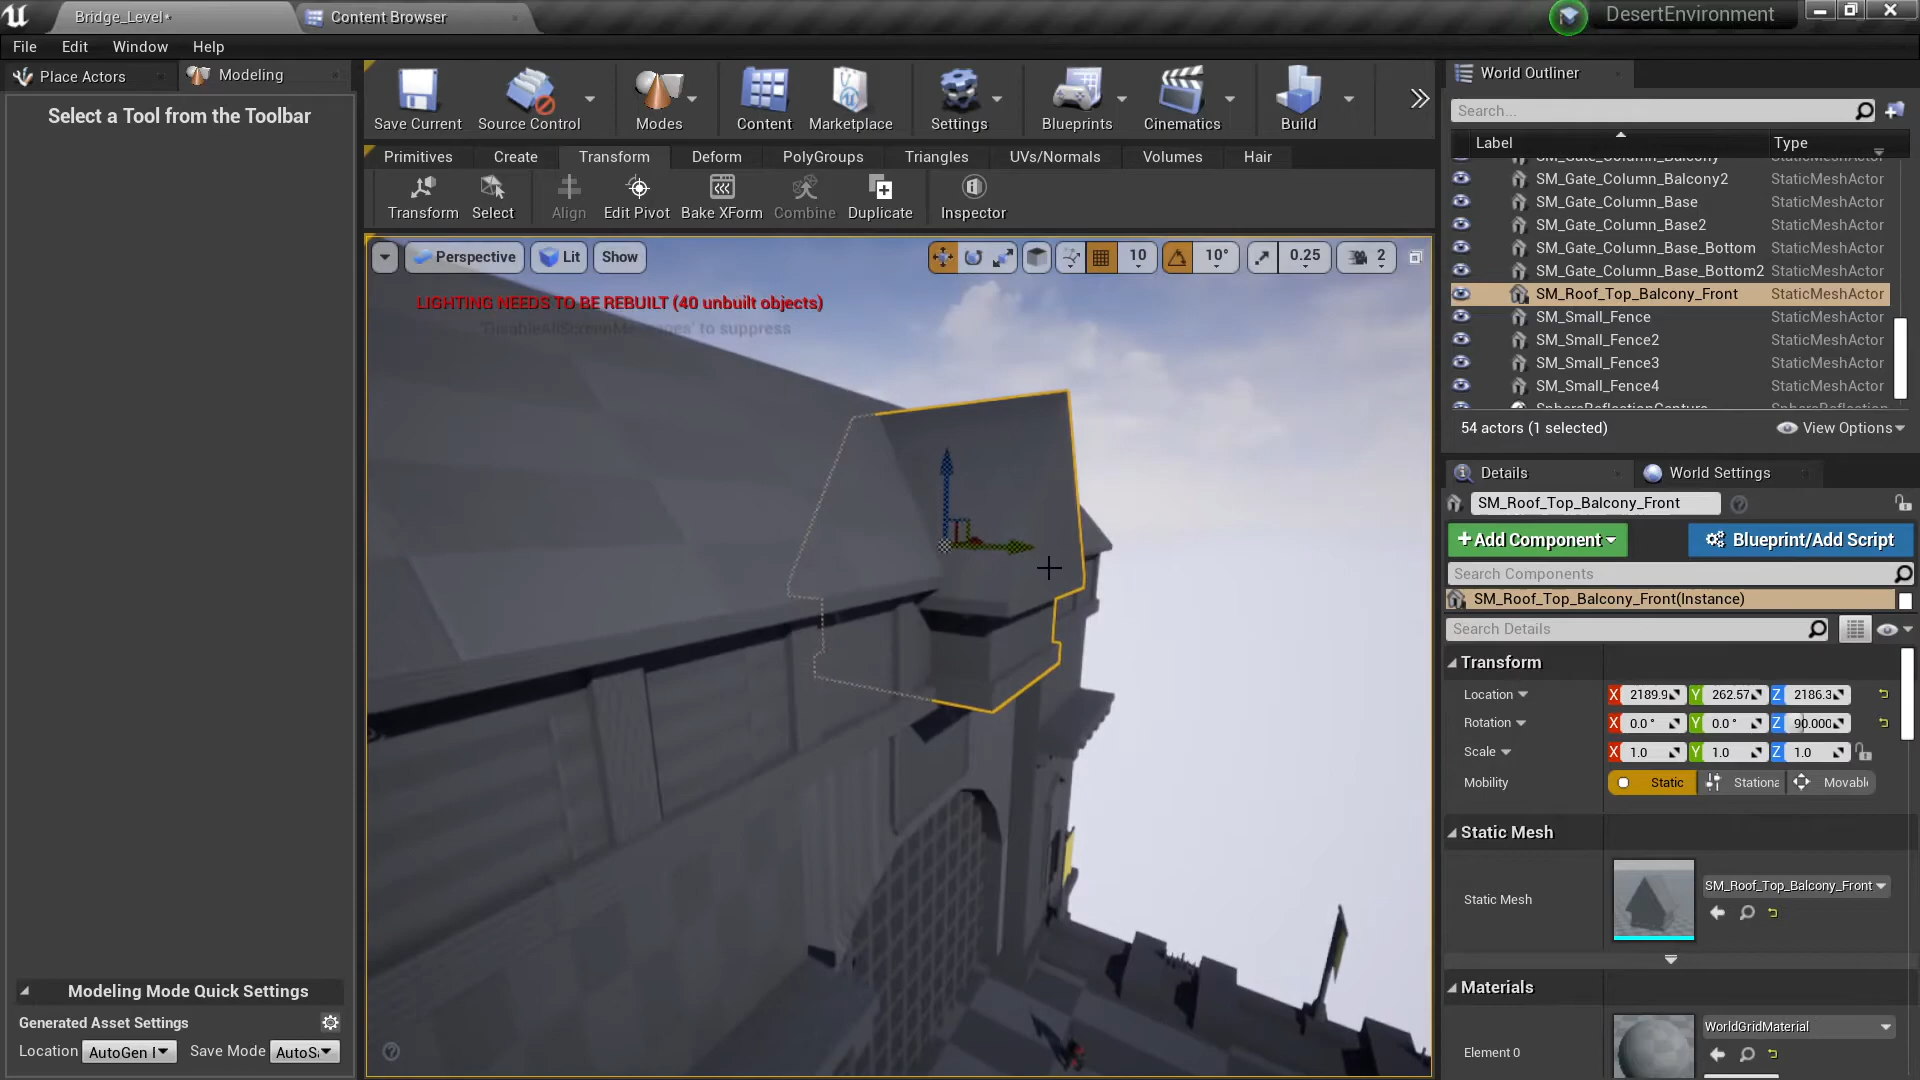 Bridge_Level*
Content Browser
DesertEnvironment
File Edit Window Help
Place Actors
Modeling
Select a Tool from the Toolbar
Save Current
Source Control
Modes
Content
Marketplace
Settings
Blueprints
Cinematics
Build
Primitives
Create
Transform
Deform
PolyGroups
Triangles
UVs/Normals
Volumes
Hair
Transform
Select
Align
Edit Pivot
Bake XForm
Combine
Duplicate
Inspector
Perspective
Lit
Show
10
10°
0.25
2
LIGHTING NEEDS TO BE REBUILT (40 unbuilt objects)
to suppress
World Outliner
Search...
Label
Type
SM_Gate_Column_Balcony
SM_Gate_Column_Balcony2 StaticMeshActor
SM_Gate_Column_Base StaticMeshActor
SM_Gate_Column_Base2 StaticMeshActor
SM_Gate_Column_Base_Bottom StaticMeshActor
SM_Gate_Column_Base_Bottom2 StaticMeshActor
SM_Roof_Top_Balcony_Front StaticMeshActor
SM_Small_Fence StaticMeshActor
SM_Small_Fence2 StaticMeshActor
SM_Small_Fence3 StaticMeshActor
SM_Small_Fence4 StaticMeshActor
54 actors (1 selected)
View Options
Details
World Settings
SM_Roof_Top_Balcony_Front
+Add Component
Blueprint/Add Script
Search Components
SM_Roof_Top_Balcony_Front(Instance)
Search Details
Transform
Location X 2189.9 Y 262.57 Z 2186.3
Rotation X 0.0 ° Y 0.0 ° Z 90.000
Scale X 1.0 Y 1.0 Z 1.0
Mobility Static Stationa Movabl
Static Mesh
Static Mesh
SM_Roof_Top_Balcony_Front
Materials
WorldGridMaterial
Element 0
Modeling Mode Quick Settings
Generated Asset Settings
Location AutoGen Save Mode AutoS